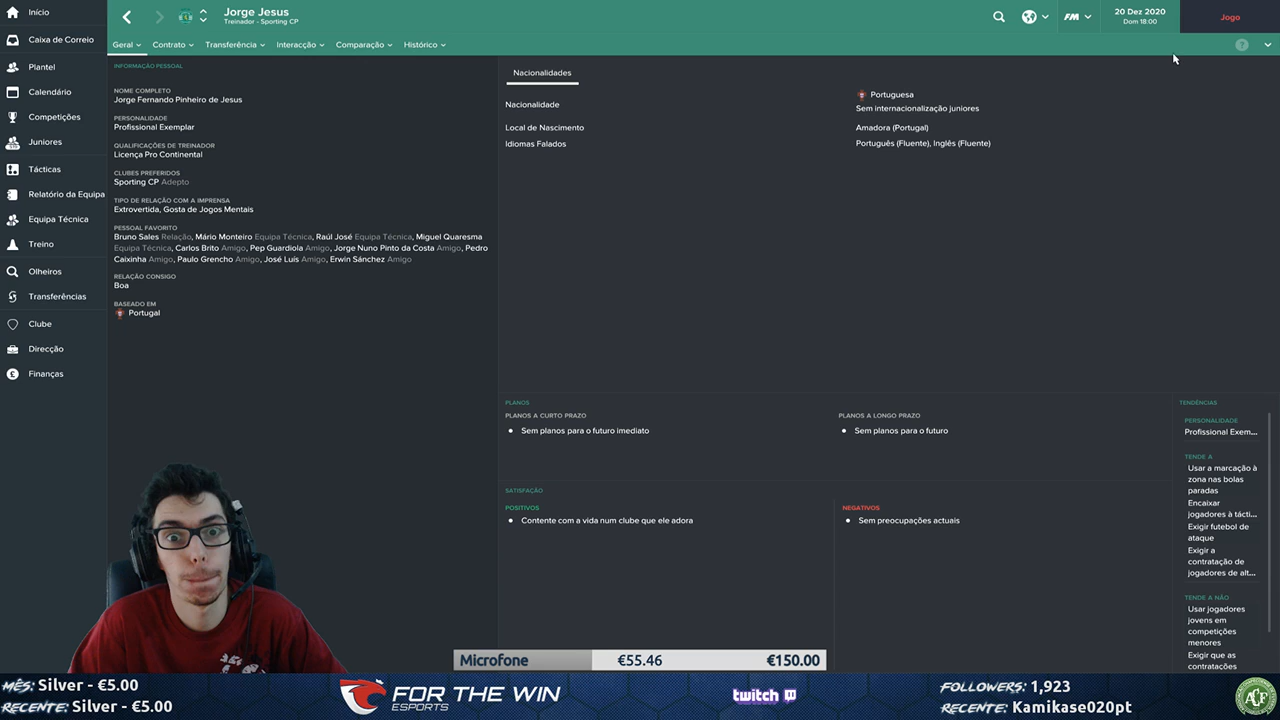 Início
Caixa de Correio
Plantel
Calendário
Competições
Juniores
Tácticas
Relatório da Equipa
Equipa Técnica
Treino
Olheiros
Transferências
Clube
Direcção
Finanças
Jorge Jesus
Treinador - Sporting CP
FM
20 Dez 2020
Dom 18:00
Jogo
Geral
Contrato
Transferência
Interacção
Comparação
Histórico
?
INFORMAÇÃO PESSOAL
NOME COMPLETO
Jorge Fernando Pinheiro de Jesus
PERSONALIDADE
Profissional Exemplar
QUALIFICAÇÕES DE TREINADOR
Licença Pro Continental
CLUBES PREFERIDOS
Sporting CP Adepto
TIPO DE RELAÇÃO COM A IMPRENSA
Extrovertida, Gosta de Jogos Mentais
PESSOAL FAVORITO
Bruno Sales Relação, Mário Monteiro Equipa Técnica, Raúl José Equipa Técnica, Miguel Quaresma
Equipa Técnica, Carlos Brito Amigo, Pep Guardiola Amigo, Jorge Nuno Pinto da Costa Amigo, Pedro
Caixinha Amigo, Paulo Grencho Amigo, José Luís Amigo, Erwin Sánchez Amigo
RELAÇÃO CONSIGO
Boa
BASEADO EM
Portugal
Nacionalidades
Nacionalidade
Portuguesa
Sem internacionalização juniores
Local de Nascimento
Amadora (Portugal)
Idiomas Falados
Português (Fluente), Inglês (Fluente)
PLANOS
PLANOS A CURTO PRAZO
Sem planos para o futuro imediato
PLANOS A LONGO PRAZO
Sem planos para o futuro
SATISFAÇÃO
POSITIVOS
Contente com a vida num clube que ele adora
NEGATIVOS
Sem preocupações actuais
TENDÊNCIAS
PERSONALIDADE
Profissional Exem...
TENDE A
Usar a marcação à
zona nas bolas
paradas
Encaixar
jogadores à tácti...
Exigir futebol de
ataque
Exigir a
contratação de
jogadores de alt...
TENDE A NÃO
Usar jogadores
jovens em
competições
menores
Exigir que as
contratações
Microfone €55.46 €150.00
MÊS: Silver - €5.00
RECENTE: Silver - €5.00
FOR THE WIN
ESPORTS
twitch
FOLLOWERS: 1,923
RECENTE: Kamikase020pt
ACF